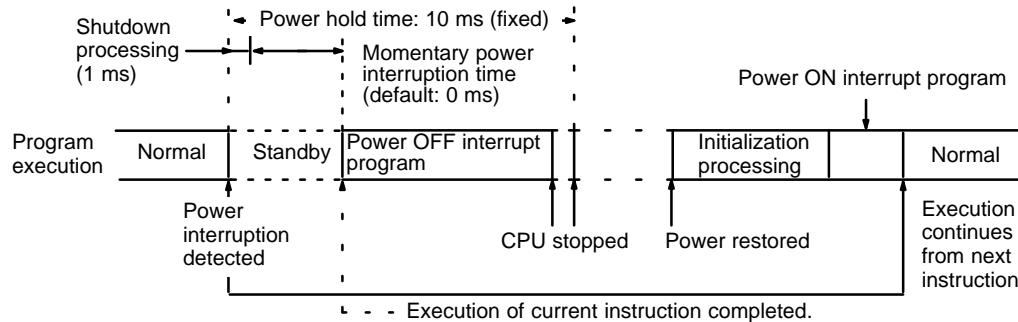 Power hold time: 10 ms (fixed)
Shutdown
processing
(1 ms)
Momentary power
interruption time
(default: 0 ms)
Power ON interrupt program
Program
execution
Normal
Standby
Power OFF interrupt
program
Initialization
processing
Normal
Power
interruption
detected
CPU stopped
Power restored
Execution
continues
from next
instruction
Execution of current instruction completed.